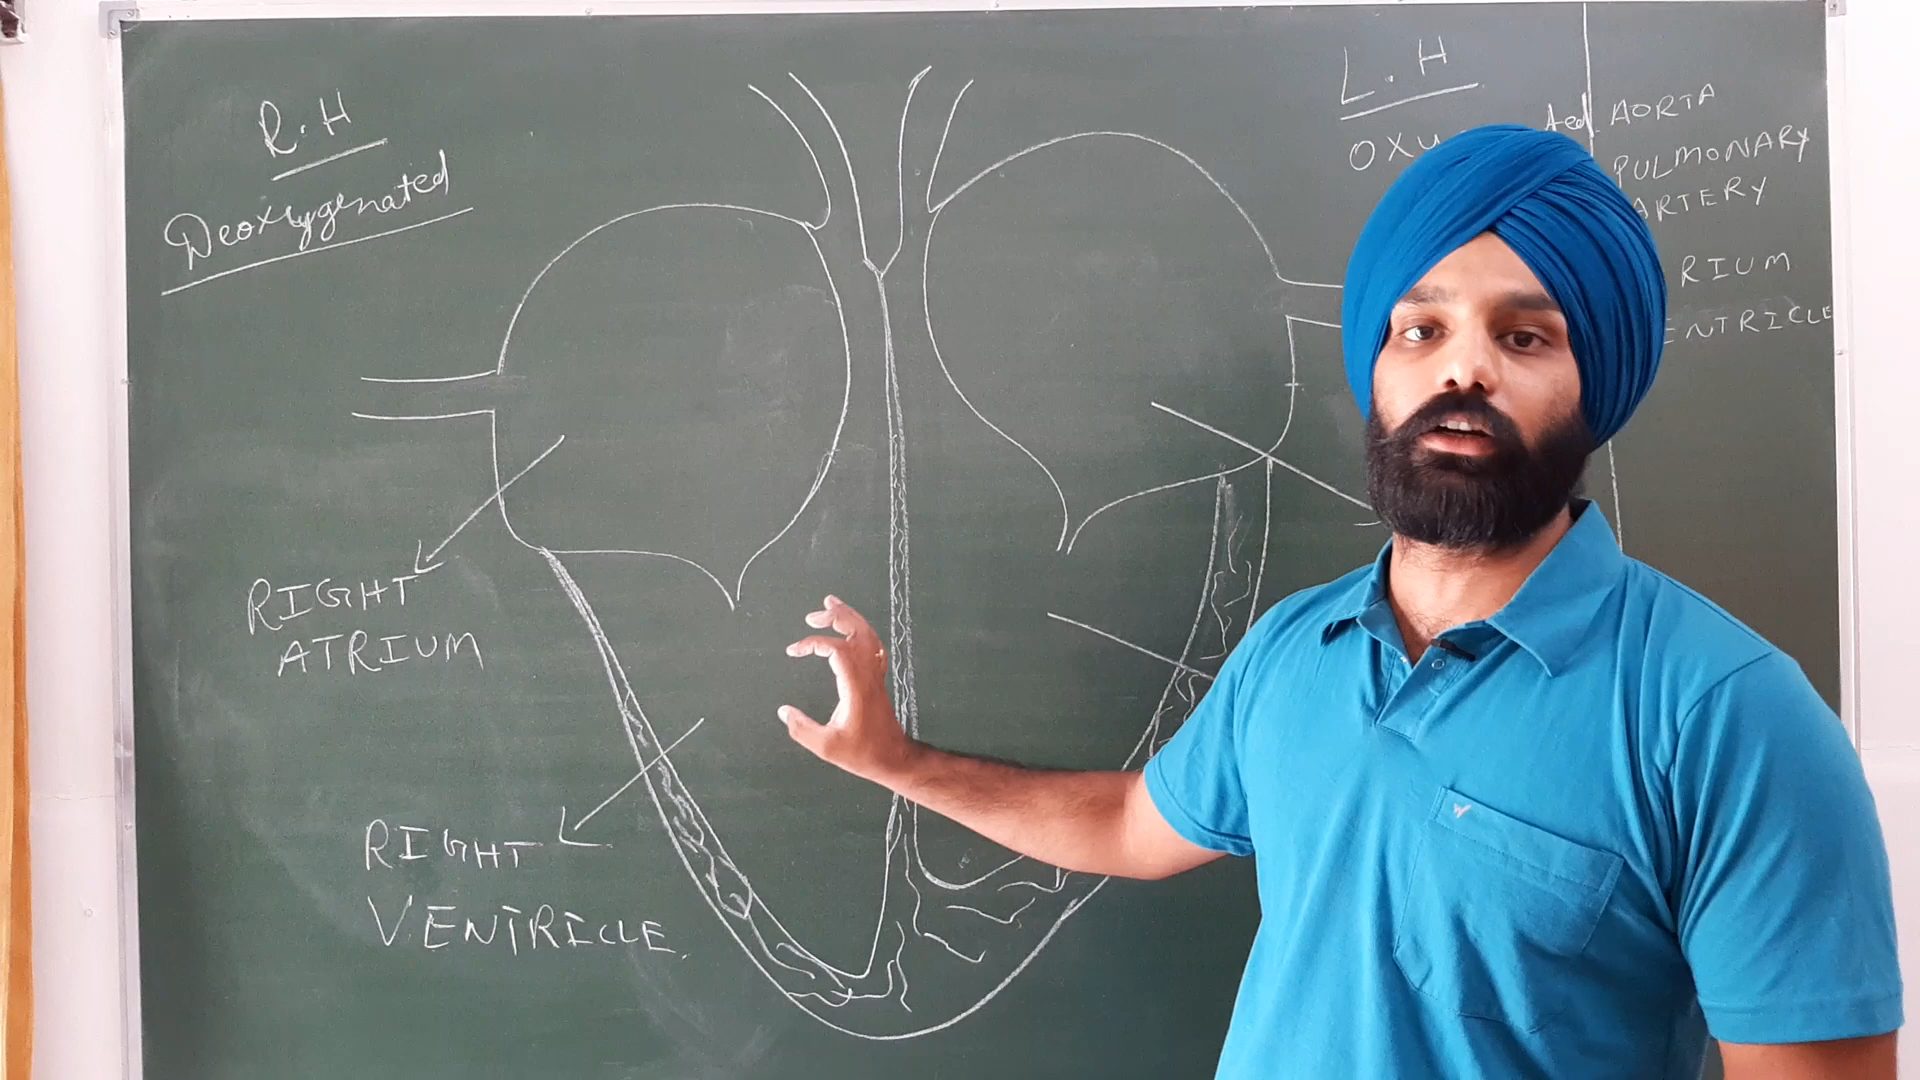 R.H
Deoxygenated
RIGHT
ATRIUM
RIGHT
VENTRICLE
L.H
AORTA
PULMONARY
ARTERY